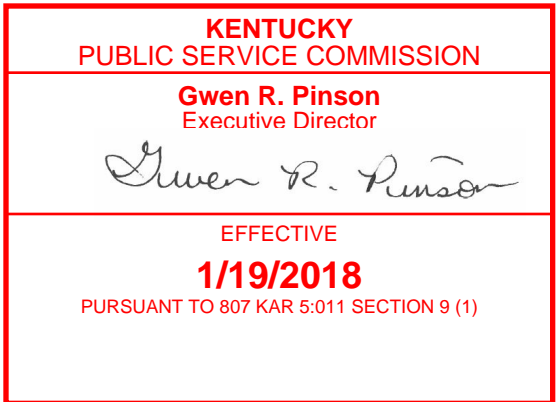 KENTUCKY
PUBLIC SERVICE COMMISSION
Gwen R. Pinson
Executive Director
Gwen R. Pinson
EFFECTIVE
1/19/2018
PURSUANT TO 807 KAR 5:011 SECTION 9 (1)